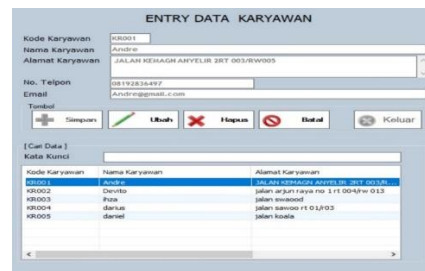 ENTRY DATA KARYAWAN
Kode Karyawan KR001
Nama Karyawan Andre
Alamat Karyawan JALAN KEMAGH ANYELIR 2RT 003/RW005
No. Telpon 08192836497
Email Andre@gmail.com
Tombol
Simpan Ubah Hapus Batal Keluar
[Cari Data]
Kata Kunci
Kode Karyawan Nama Karyawan Alamat Karyawan
KR001 Andre JALAN KEMAGH ANYELIR 2RT 003/R...
KR002 Devito jalan arjun raya no 1 rt 004/rw 013
KR003 ihza jalan swaood
KR004 darius jalan sawoo rt 01/r03
KR005 daniel jalan koala